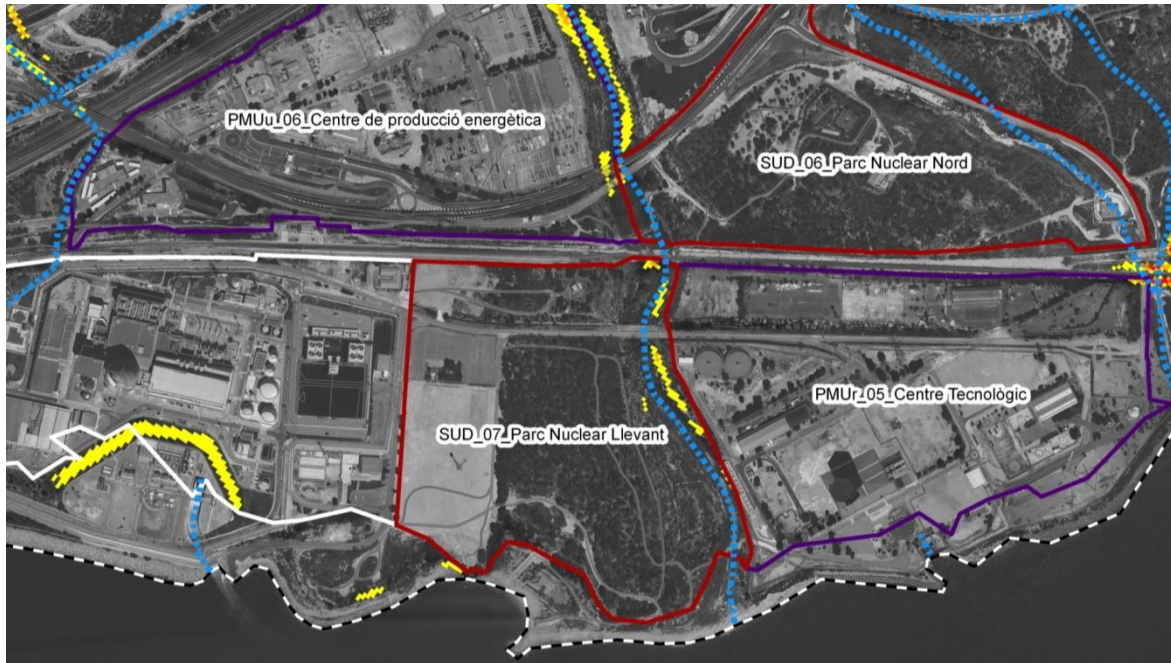 PMUu_06_Centre de producció energètica
SUD_06_Parc Nuclear Nord
PMUr_05_Centre Tecnològic
SUD_07_Parc Nuclear Llevant